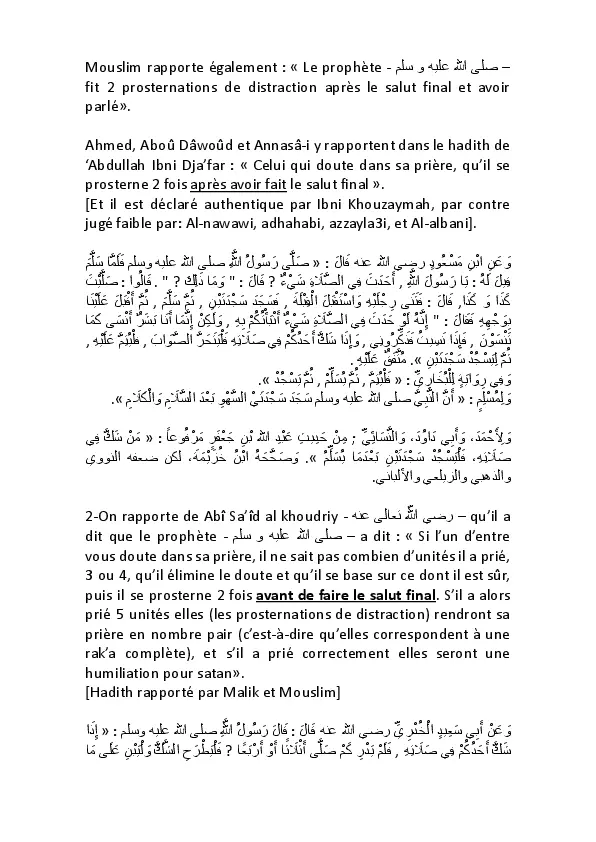 Mouslim rapporte également : « Le prophète - صلى الله عليه و سلم –
fit 2 prosternations de distraction après le salut final et avoir
parlé».
Ahmed, Aboû Dâwoûd et Annasâ-i y rapportent dans le hadith de
‘Abdullah Ibni Dja’far : « Celui qui doute dans sa prière, qu’il se
prosterne 2 fois après avoir fait le salut final ».
[Et il est déclaré authentique par Ibni Khouzaymah, par contre
jugé faible par: Al-nawawi, adhahabi, azzayla3i, et Al-albani].
وَ عَنِ ابْنِ مَسْعُودٍ رضي الله عنه قَالَ : « صَلَّى رَسُولُ اللَّهِ صلى الله عليه وسلم فَلَمَّا سَلَّمَ
قِيلَ لَهُ : يَا رَسُولَ اللَّهِ , أَحَدَثَ فِي الصَّلَاةِ شَيْءٌ ? قَالَ : " وَمَا ذَلِكَ ? " . قَالُوا : صَلَّيْتَ
كَذَا وَ كَذَا, قَالَ : فَثَنَى رِجْلَيْهِ وَاسْتَقْبَلَ الْقِبْلَةَ , فَسَجَدَ سَجْدَتَيْنِ , ثُمَّ سَلَّمَ , ثُمَّ أَقْبَلَ عَلَيْنَا
بِوَجْهِهِ فَقَالَ : " إِنَّهُ لَوْ حَدَثَ فِي الصَّلَاةِ شَيْءٌ أَنْبَأْتُكُمْ بِهِ , وَلَكِنْ إِنَّمَا أَنَا بَشَرٌ أَنْسَى كَمَا
تَنْسَوْنَ , فَإِذَا نَسِيتُ فَذَكِّرُونِي , وَإِذَا شَكَّ أَحَدُكُمْ فِي صَلَاتِهِ فَلْيَتَحَرَّ الصَّوَابَ , فَلْيُتِمَّ عَلَيْهِ ,
ثُمَّ لِيَسْجُدْ سَجْدَتَيْنِ ». مُتَّفَقٌ عَلَيْهِ .
وَفِي رِوَايَةٍ لِلْبُخَارِيِّ : « فَلْيُتِمَّ , ثُمَّ يُسَلِّمْ , ثُمَّ يَسْجُدْ ».
وَلِمُسْلِمٍ : « أَنَّ النَّبِيَّ صلى الله عليه وسلم سَجَدَ سَجْدَتَيْ السَّهْوِ بَعْدَ السَّلَامِ وَالْكَلَامِ ».
وَلِأَحْمَدَ، وَأَبِي دَاوُدَ، وَالنَّسَائِيِّ ; مِنْ حَدِيثِ عَبْدِ اللهِ بْنِ جَعْفَرٍ مَرْفُوعاً : « مَنْ شَكَّ فِي
صَلَاتِهِ، فَلْيَسْجُدْ سَجْدَتَيْنِ بَعْدَمَا يُسَلِّمُ ». وَصَحَّحَهُ ابْنُ خُزَيْمَةَ، لكن ضعفه النووي
والذهبي والزيلعي والألباني.
2-On rapporte de Abî Sa’îd al khoudriy - رضي الله تعالى عنه – qu’il a
dit que le prophète - صلى الله عليه و سلم – a dit : « Si l’un d’entre
vous doute dans sa prière, il ne sait pas combien d’unités il a prié,
3 ou 4, qu’il élimine le doute et qu’il se base sur ce dont il est sûr,
puis il se prosterne 2 fois avant de faire le salut final. S’il a alors
prié 5 unités elles (les prosternations de distraction) rendront sa
prière en nombre pair (c’est-à-dire qu’elles correspondent à une
rak’a complète), et s’il a prié correctement elles seront une
humiliation pour satan».
[Hadith rapporté par Malik et Mouslim]
وَ عَنْ أَبِي سَعِيدٍ الْخُدْرِيِّ رضي الله عنه قَالَ : قَالَ رَسُولُ اللَّهِ صلى الله عليه وسلم : « إِذَا
شَكَّ أَحَدُكُمْ فِي صَلَاتِهِ , فَلَمْ يَدْرِ كَمْ صَلَّى أَثْلَاثًا أَوْ أَرْبَعًا ? فَلْيَطْرَحِ الشَّكَّ وَلْيَبْنِ عَلَى مَا